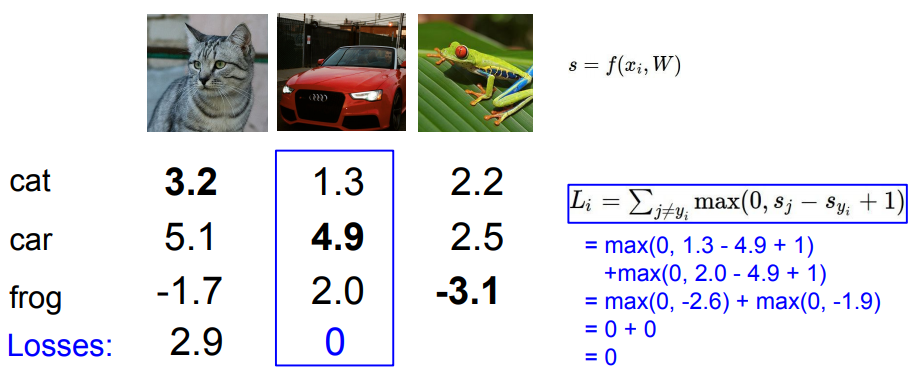 s = f(x_i, W)
cat 3.2 1.3 2.2
car 5.1 4.9 2.5
frog -1.7 2.0 -3.1
Losses: 2.9 0
L_i = ∑_{j≠y_i} max(0, s_j − s_{y_i} + 1)
= max(0, 1.3 - 4.9 + 1)
+max(0, 2.0 - 4.9 + 1)
= max(0, -2.6) + max(0, -1.9)
= 0 + 0
= 0